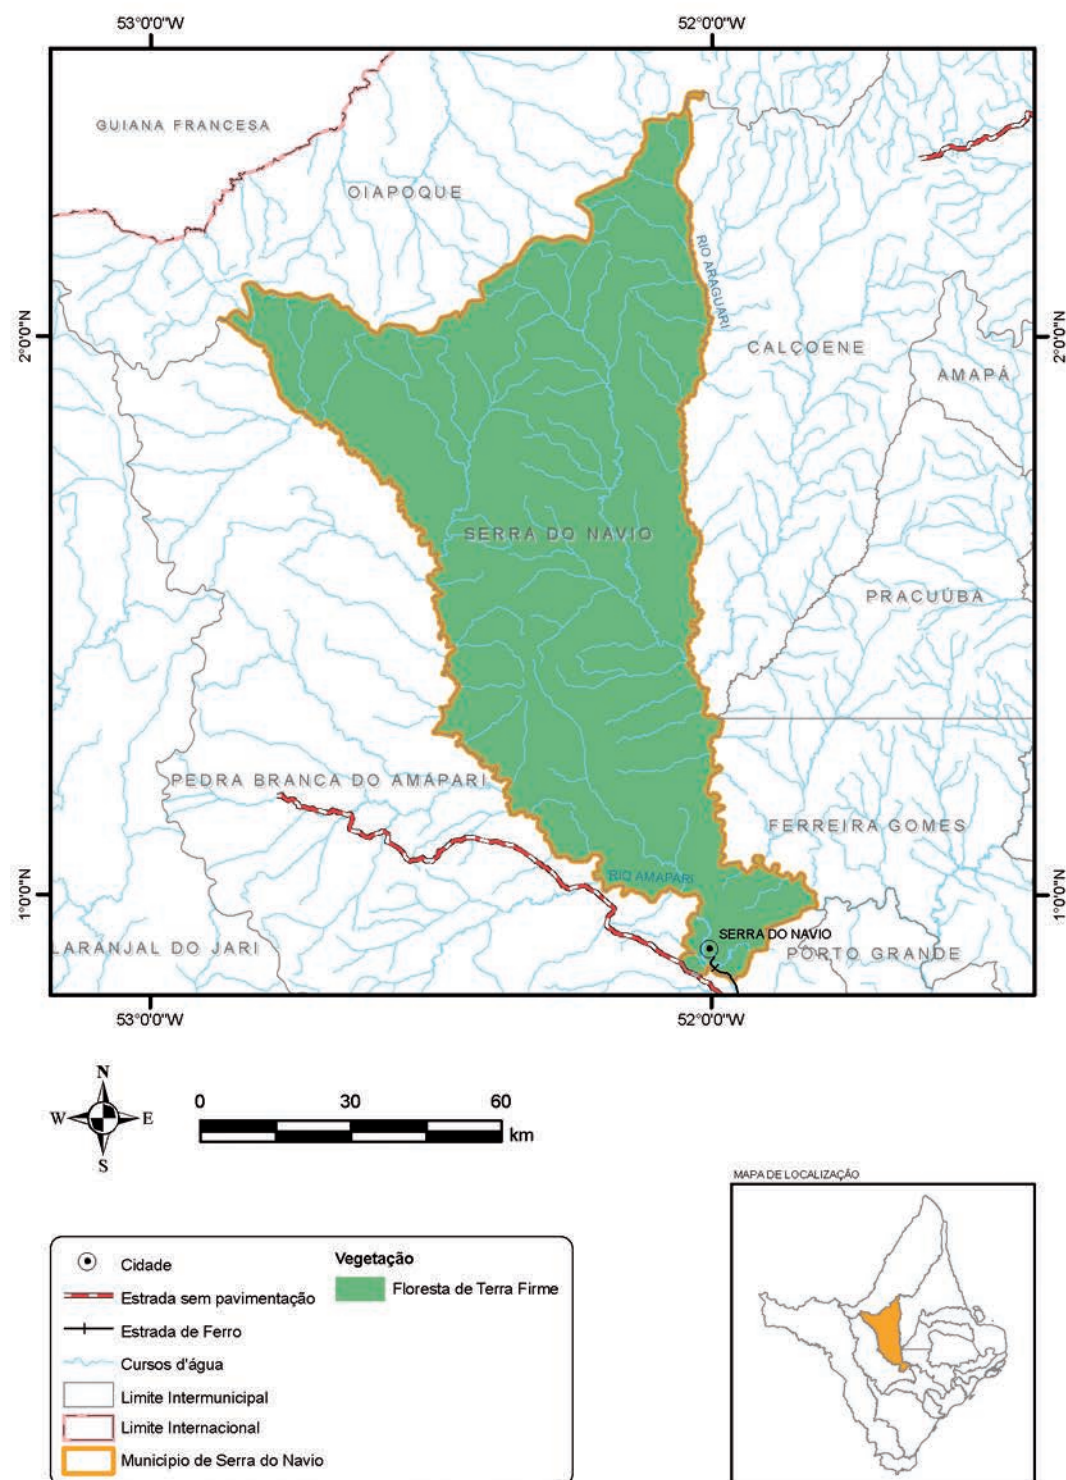 53°0'0"W
52°0'0"W
GUIANA FRANCESA
OIAPOQUE
RIO ARAGUARI
2°0'0"N
2°0'0"N
CALÇOENE
AMAPÁ
SERRA DO NAVIO
PRACUÚBA
PEDRA BRANCA DO AMAPARI
FERREIRA GOMES
RIO AMAPARI
1°0'0"N
1°0'0"N
SERRA DO NAVIO
LARANJAL DO JARI
PORTO GRANDE
53°0'0"W
52°0'0"W
N
W
E
S
0
30
60
km
MAPA DE LOCALIZAÇÃO
Cidade
Estrada sem pavimentação
Estrada de Ferro
Cursos d'água
Limite Intermunicipal
Limite Internacional
Município de Serra do Navio
Vegetação
Floresta de Terra Firme